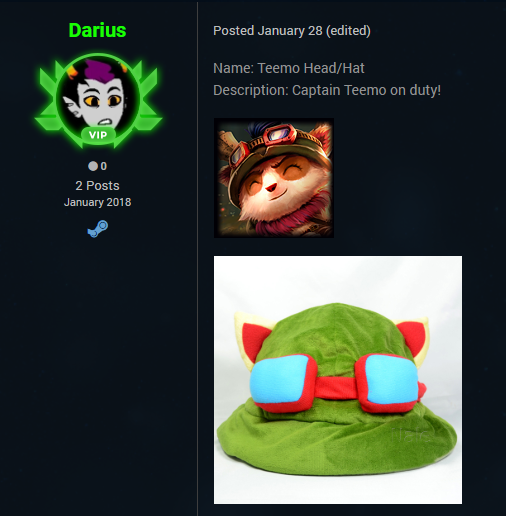 Darius
VIP
0
2 Posts
January 2018
Posted January 28 (edited)
Name: Teemo Head/Hat
Description: Captain Teemo on duty!